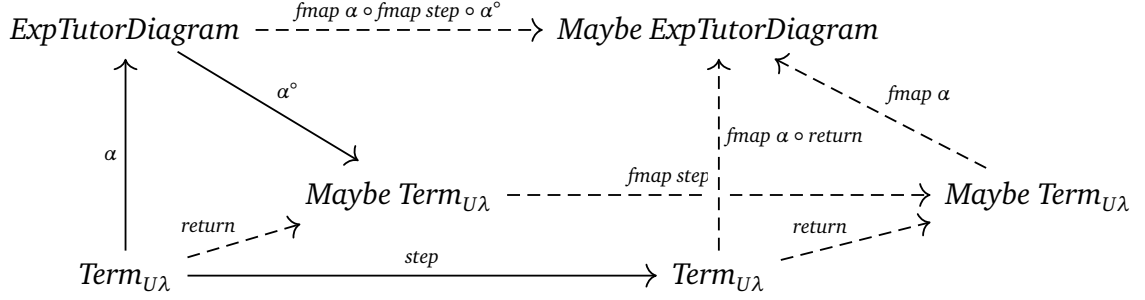 ExpTutorDiagram fmap α ∘ fmap step ∘ α° Maybe ExpTutorDiagram
α°
fmap α
α
fmap α ∘ return
Maybe Term_{Uλ} fmap step Maybe Term_{Uλ}
return
return
Term_{Uλ} step Term_{Uλ}